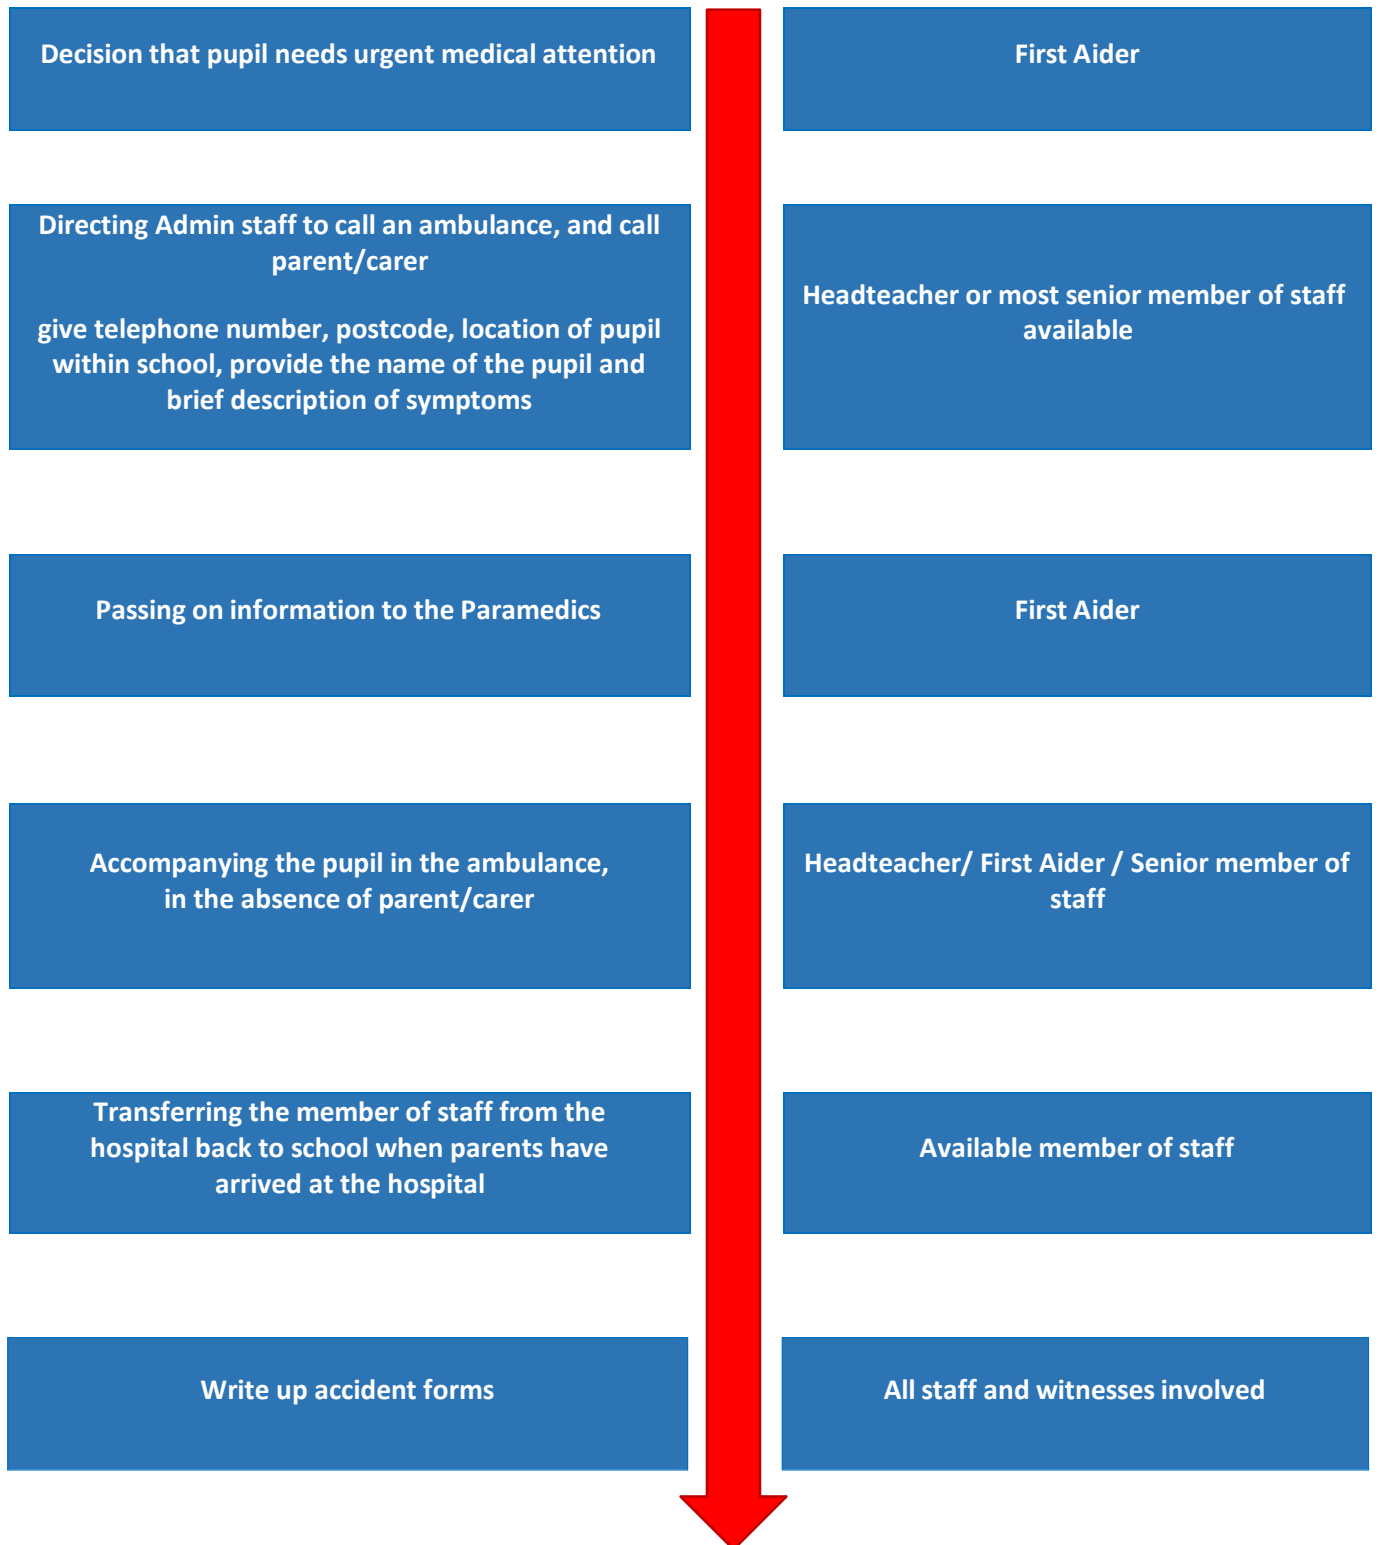 Decision that pupil needs urgent medical attention
First Aider
Directing Admin staff to call an ambulance, and call
parent/carer
give telephone number, postcode, location of pupil
within school, provide the name of the pupil and
brief description of symptoms
Headteacher or most senior member of staff
available
Passing on information to the Paramedics
First Aider
Accompanying the pupil in the ambulance,
in the absence of parent/carer
Headteacher/ First Aider / Senior member of
staff
Transferring the member of staff from the
hospital back to school when parents have
arrived at the hospital
Available member of staff
Write up accident forms
All staff and witnesses involved